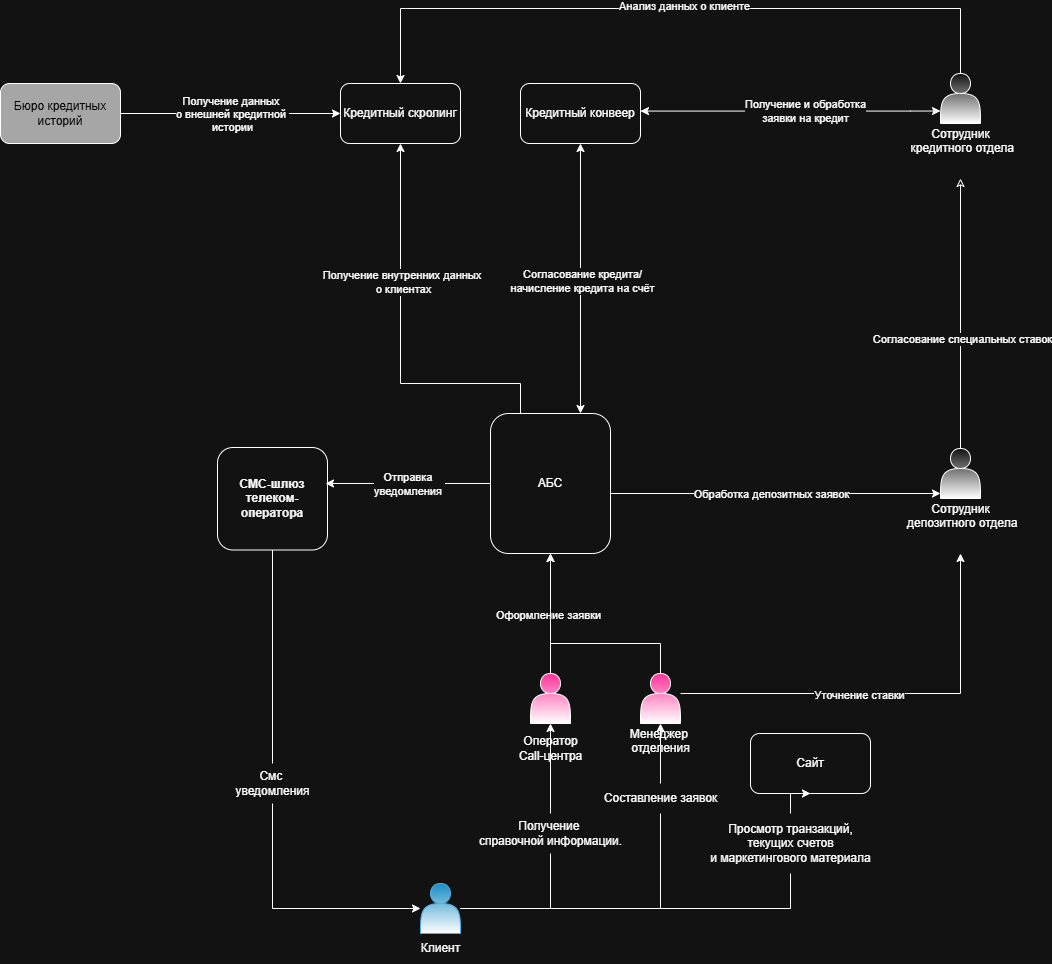 Анализ данных о клиенте
Бюро кредитных
историй
Получение данных
о внешней кредитной
истории
Кредитный скролинг
Кредитный конвеер
Получение и обработка
заявки на кредит
Сотрудник
кредитного отдела
Получение внутренних данных
о клиентах
Согласование кредита/
начисление кредита на счёт
Согласование специальных ставок
СМС-шлюз
телеком-
оператора
Отправка
уведомления
АБС
Обработка депозитных заявок
Сотрудник
депозитного отдела
Оформление заявки
Уточнение ставки
Оператор
Call-центра
Менеджер
отделения
Сайт
Смс
уведомления
Получение
справочной информации.
Составление заявок
Просмотр транзакций,
текущих счетов
и маркетингового материала
Клиент